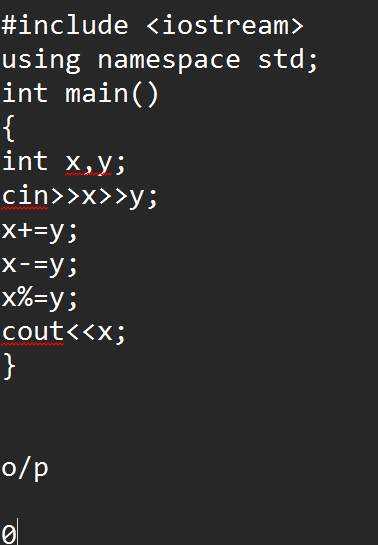 #include <iostream>
using namespace std;
int main()
{
int x,y;
cin>>x>>y;
x+=y;
x-=y;
x%=y;
cout<<x;
}
o/p
0